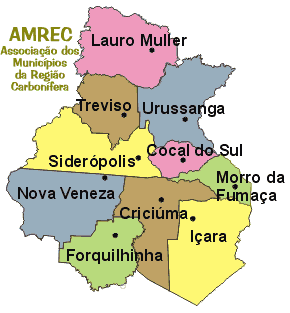 AMREC
Associação dos
Municípios
da Região
Carbonífera
Lauro Muller
Treviso
Urussanga
Cocal do Sul
Siderópolis
Morro da
Fumaça
Nova Veneza
Criciúma
Içara
Forquilhinha